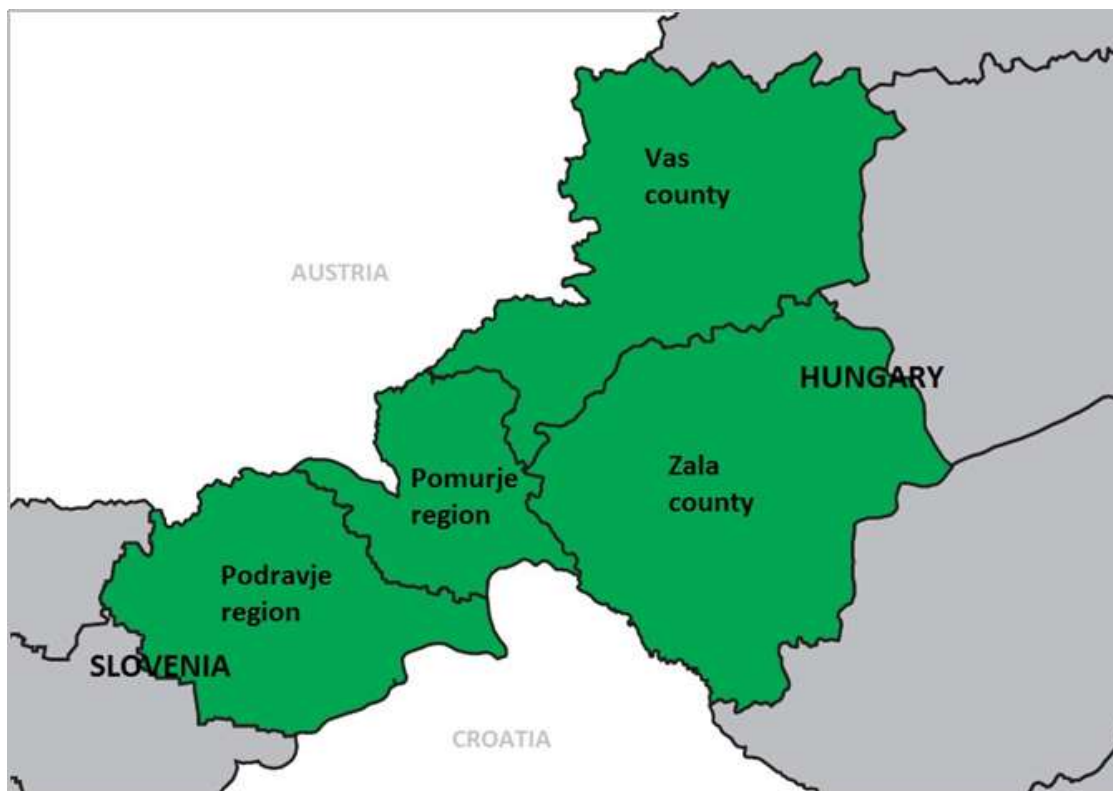 Vas
county
AUSTRIA
HUNGARY
Pomurje
region
Zala
county
Podravje
region
SLOVENIA
CROATIA